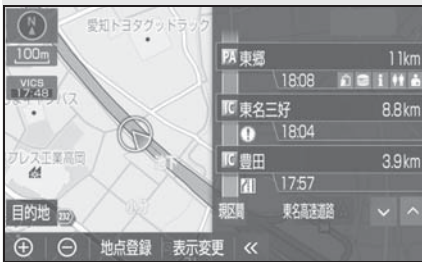 N
愛知トヨタグッドラック
100m
PA 東郷 11km
VICS
17:48
18:08
IC 東名三好 8.8km
18:04
プレス工業高岡
IC 豊田 3.9km
17:57
目的地
現区間 東名高速道路
⊕ ⊖ 地点登録 表示変更 «